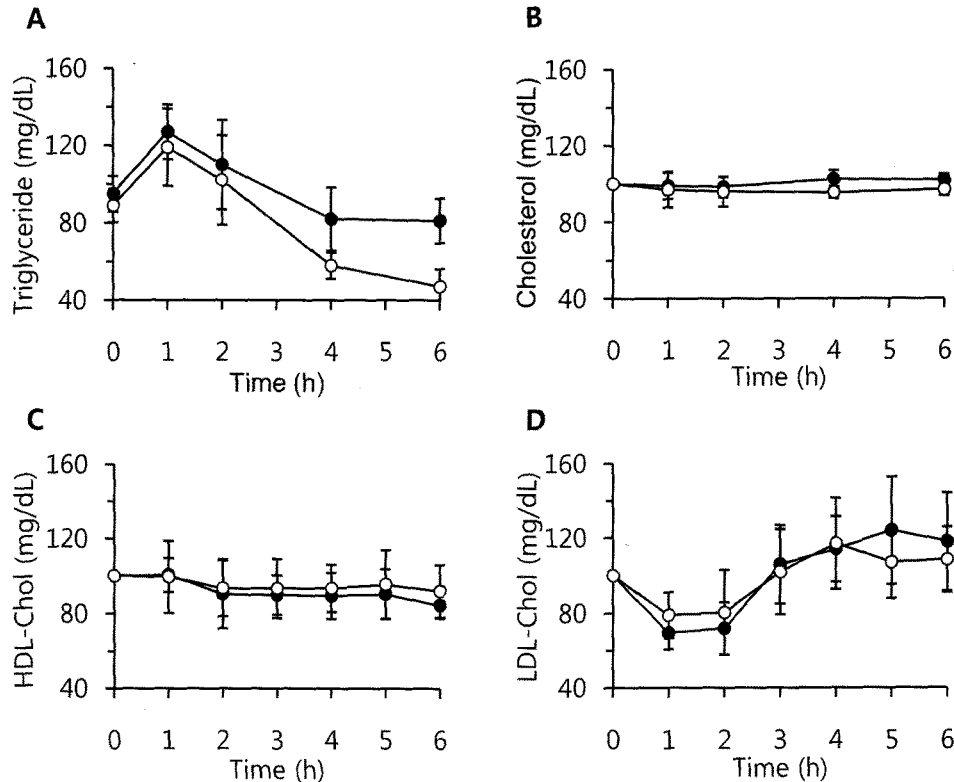 A
Triglyceride (mg/dL)
160
120
80
40
0 1 2 3 4 5 6
Time (h)
B
Cholesterol (mg/dL)
160
120
80
40
0 1 2 3 4 5 6
Time (h)
C
HDL-Chol (mg/dL)
160
120
80
40
0 1 2 3 4 5 6
Time (h)
D
LDL-Chol (mg/dL)
160
120
80
40
0 1 2 3 4 5 6
Time (h)